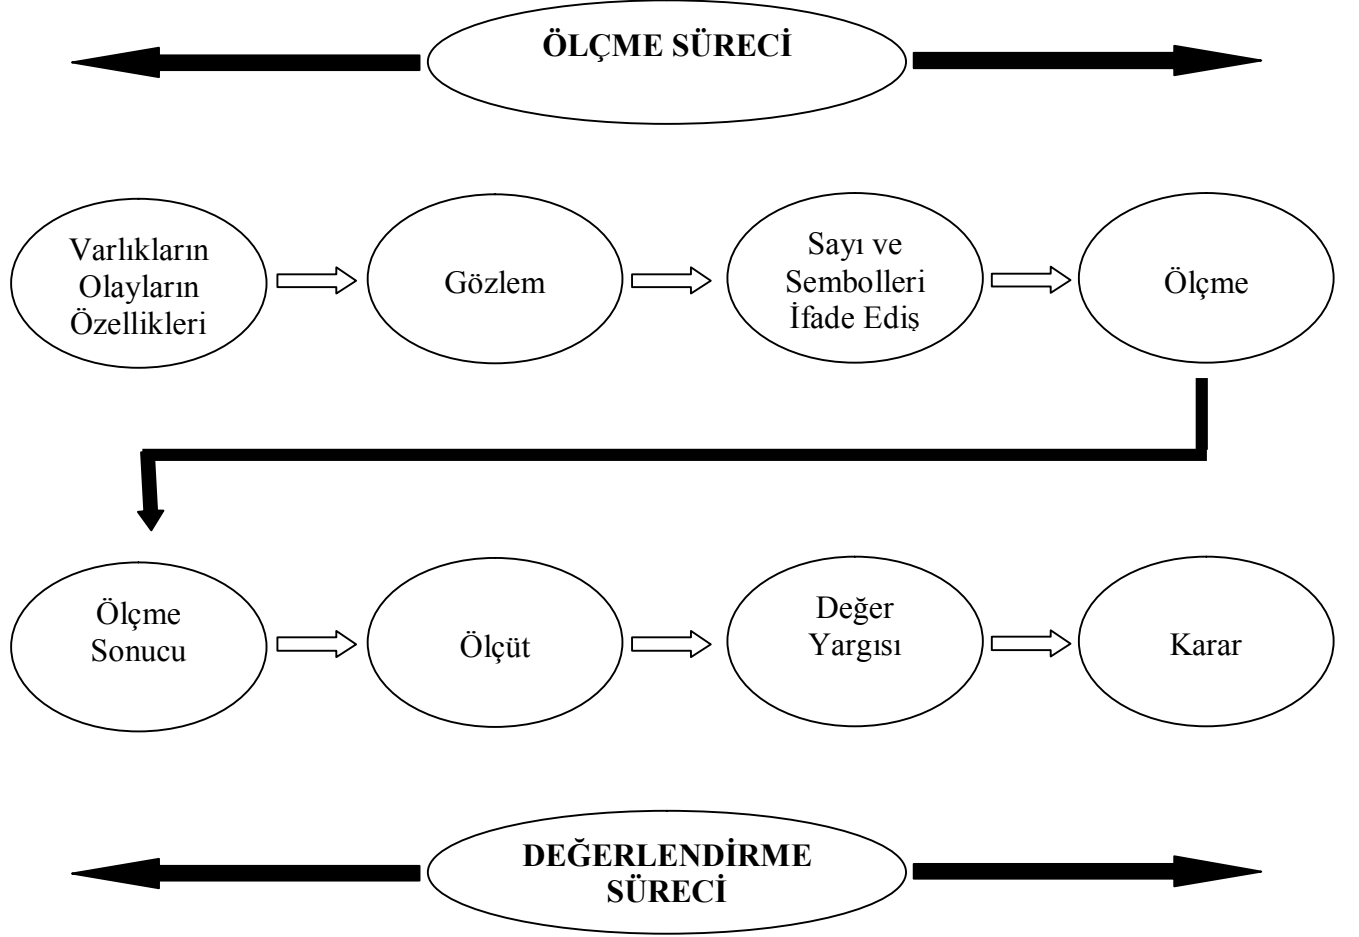 ÖLÇME SÜRECİ
Varlıkların
Olayların
Özellikleri
Gözlem
Sayı ve
Sembolleri
İfade Ediş
Ölçme
Ölçme
Sonucu
Ölçüt
Değer
Yargısı
Karar
DEĞERLENDİRME
SÜRECİ